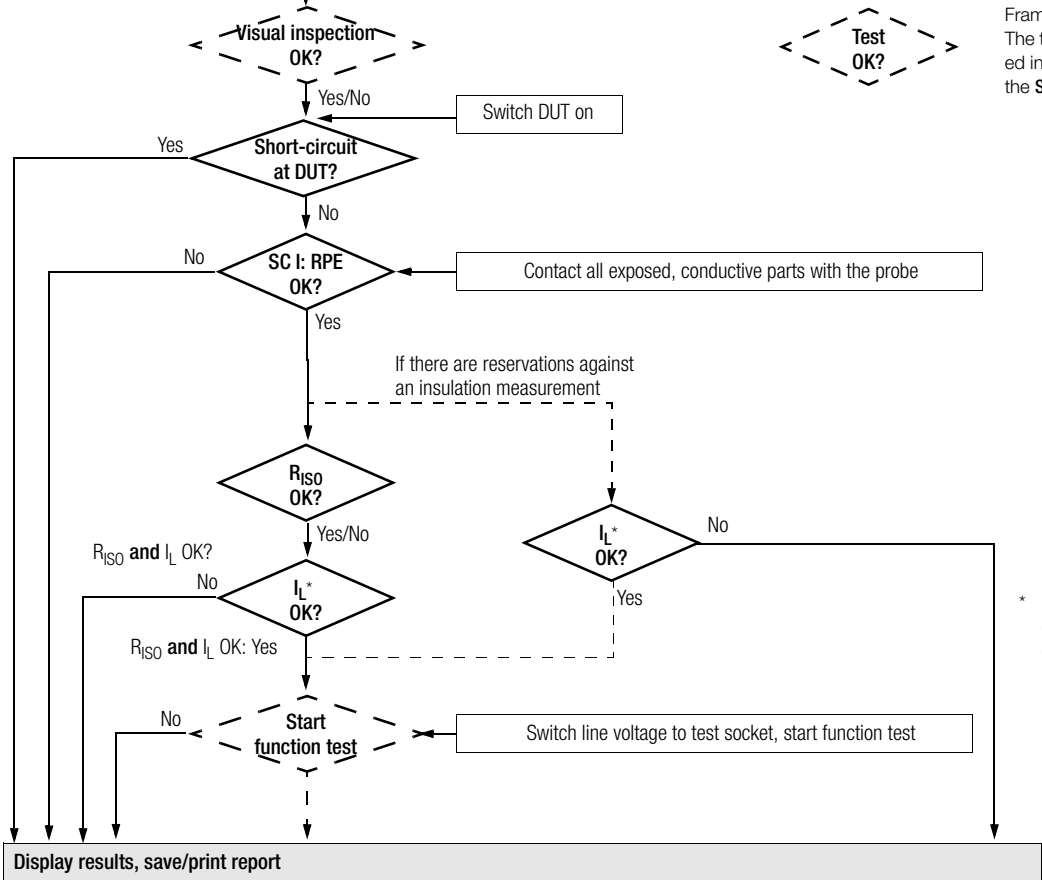 Visual inspection
OK?
Test
OK?
The
ed in
the
Yes/No
Switch DUT on
Yes
Short-circuit
at DUT?
No
No
SC I: RPE
OK?
Contact all exposed, conductive parts with the probe
Yes
If there are reservations against
an insulation measurement
RISO
OK?
Yes/No
IL*
OK?
No
RISO and IL OK?
No
IL*
OK?
Yes
*
RISO and IL OK: Yes
No
Start
function test
Switch line voltage to test socket, start function test
Display results, save/print report